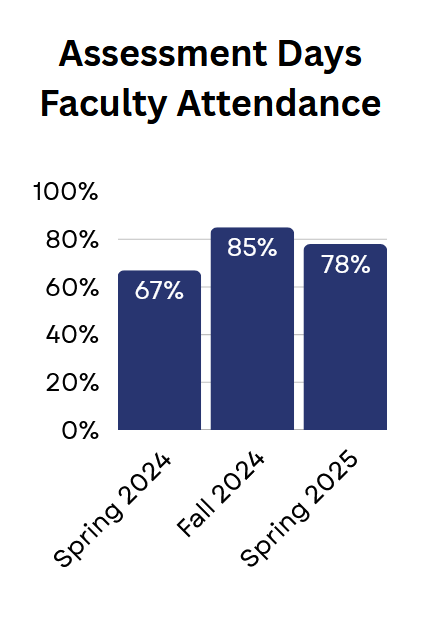 Assessment Days
Faculty Attendance
100%
80%
60%
40%
20%
0%
67%
85%
78%
Spring 2024
Fall 2024
Spring 2025